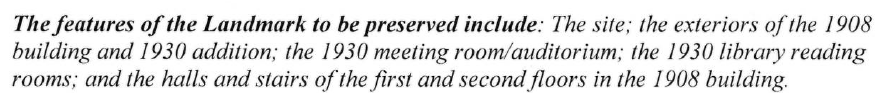 The features of the Landmark to be preserved include: The site; the exteriors of the 1908
building and 1930 addition; the 1930 meeting room/auditorium; the 1930 library reading
rooms; and the halls and stairs of the first and second floors in the 1908 building.